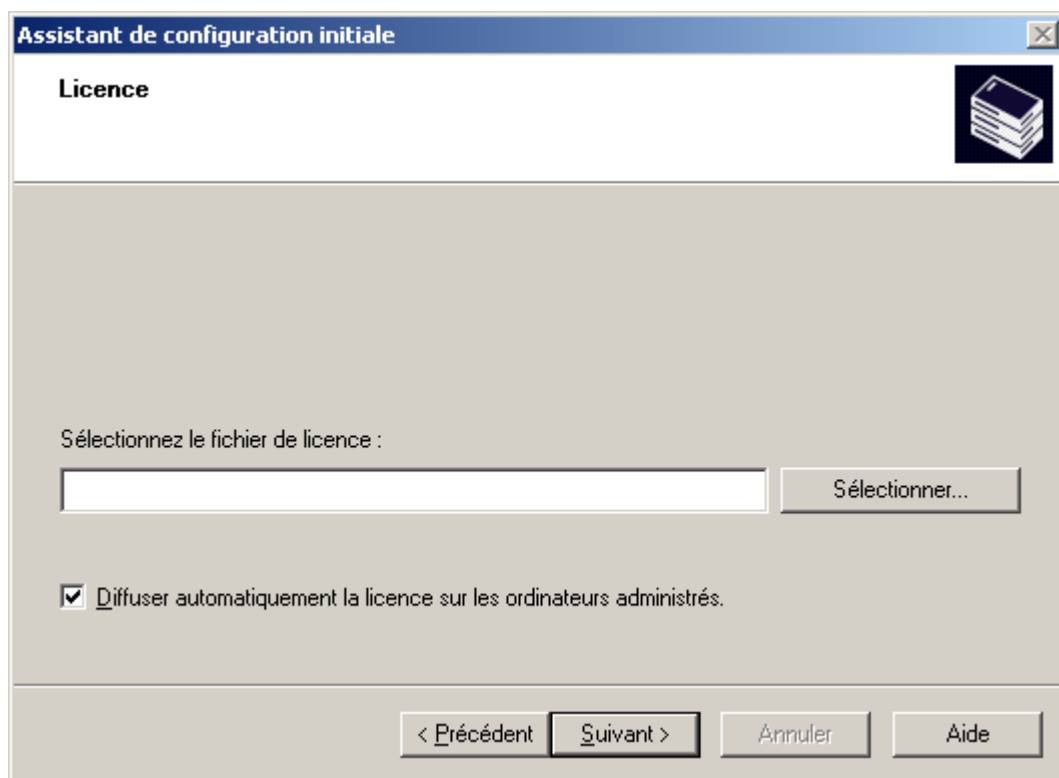 Assistant de configuration initiale
Licence
Sélectionnez le fichier de licence :
Sélectionner...
Diffuser automatiquement la licence sur les ordinateurs administrés.
< Précédent
Suivant >
Annuler
Aide